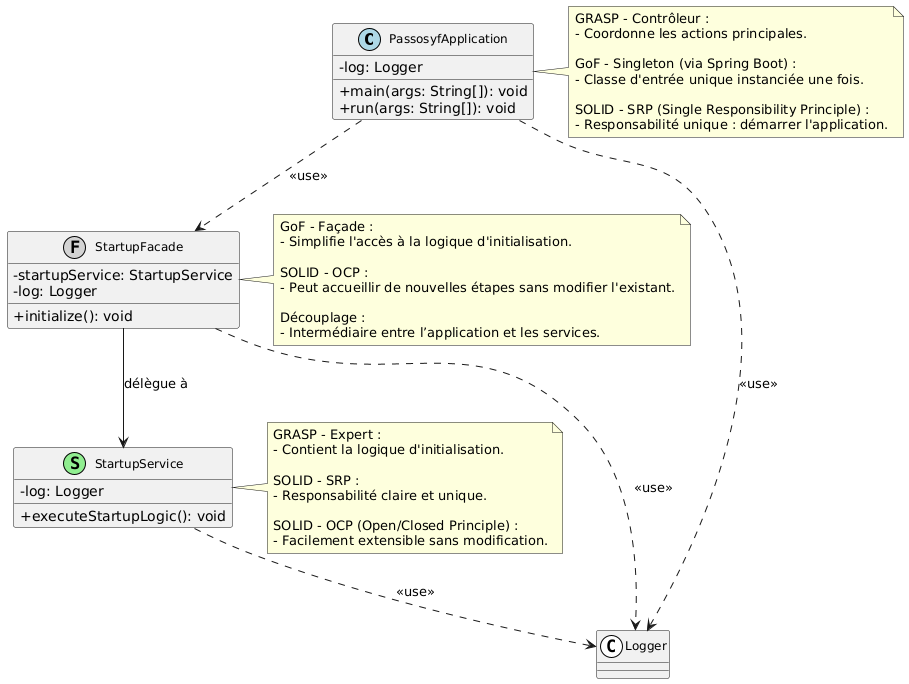 C PassosyfApplication
-log: Logger
+main(args: String[]): void
+run(args: String[]): void
GRASP - Contrôleur :
- Coordonne les actions principales.
GoF - Singleton (via Spring Boot) :
- Classe d'entrée unique instanciée une fois.
SOLID - SRP (Single Responsibility Principle) :
- Responsabilité unique : démarrer l'application.
«use»
F StartupFacade
-startupService: StartupService
-log: Logger
+initialize(): void
GoF - Façade :
- Simplifie l'accès à la logique d'initialisation.
SOLID - OCP :
- Peut accueillir de nouvelles étapes sans modifier l'existant.
Découplage :
- Intermédiaire entre l’application et les services.
délègue à
«use»
S StartupService
-log: Logger
+executeStartupLogic(): void
GRASP - Expert :
- Contient la logique d'initialisation.
SOLID - SRP :
- Responsabilité claire et unique.
SOLID - OCP (Open/Closed Principle) :
- Facilement extensible sans modification.
«use»
«use»
C Logger